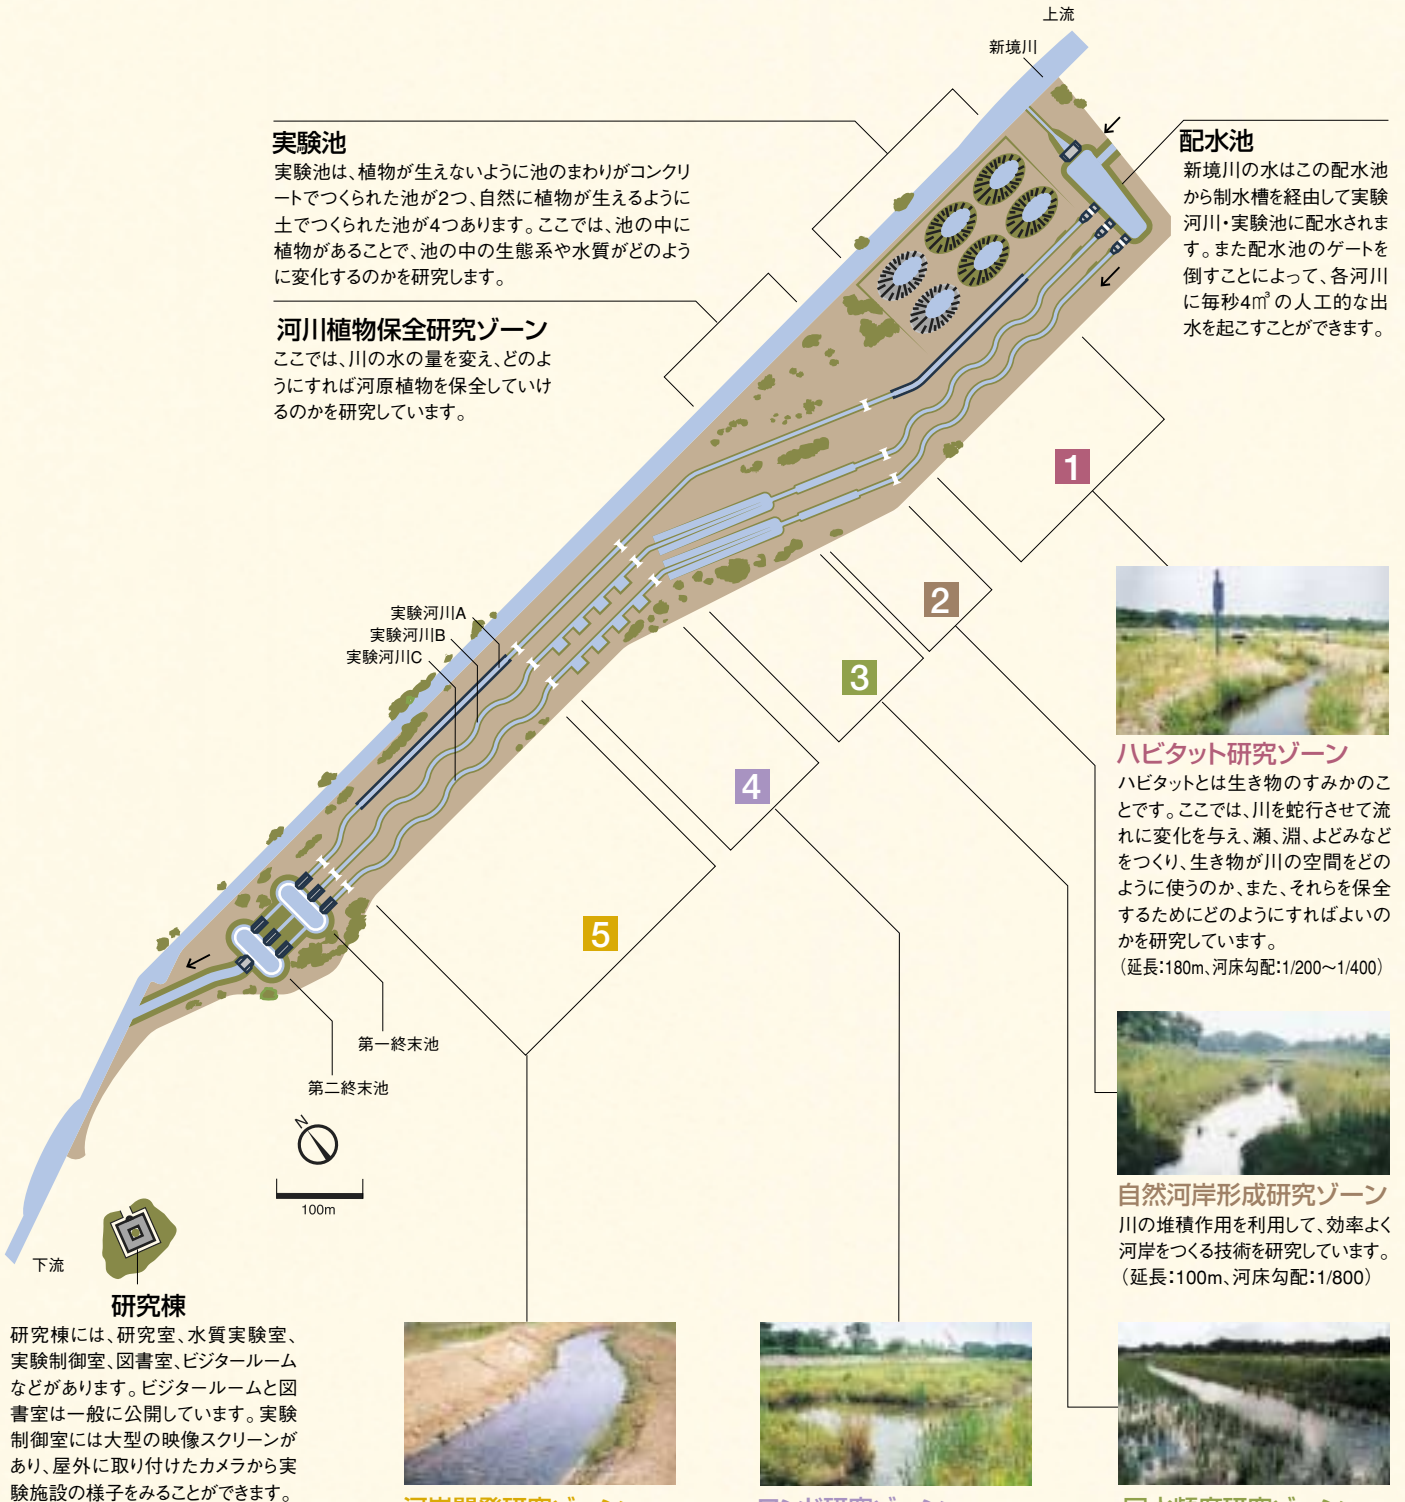 上流
新境川
実験池
実験池は、植物が生えないように池のまわりがコンクリ
ートでつくられた池が2つ、自然に植物が生えるように
土でつくられた池が4つあります。ここでは、池の中に
植物があることで、池の中の生態系や水質がどのよう
に変化するのかを研究します。
配水池
新境川の水はこの配水池
から制水槽を経由して実験
河川・実験池に配水されま
す。また配水池のゲートを
倒すことによって、各河川
に毎秒4㎥の人工的な出
水を起こすことができます。
河川植物保全研究ゾーン
ここでは、川の水の量を変え、どのよ
うにすれば河原植物を保全していけ
るのかを研究しています。
1
2
3
4
5
実験河川A
実験河川B
実験河川C
ハビタット研究ゾーン
ハビタットとは生き物のすみかのこ
とです。ここでは、川を蛇行させて流
れに変化を与え、瀬、淵、よどみなど
をつくり、生き物が川の空間をどの
ように使うのか、また、それらを保全
するためにどのようにすればよいの
かを研究しています。
（延長：180m、河床勾配：1/200〜1/400）
第一終末池
第二終末池
N
100m
自然河岸形成研究ゾーン
川の堆積作用を利用して、効率よく
河岸をつくる技術を研究しています。
（延長：100m、河床勾配：1/800）
下流
研究棟
研究棟には、研究室、水質実験室、
実験制御室、図書室、ビジタールーム
などがあります。ビジタールームと図
書室は一般に公開しています。実験
制御室には大型の映像スクリーンが
あり、屋外に取り付けたカメラから実
験施設の様子をみることができます。